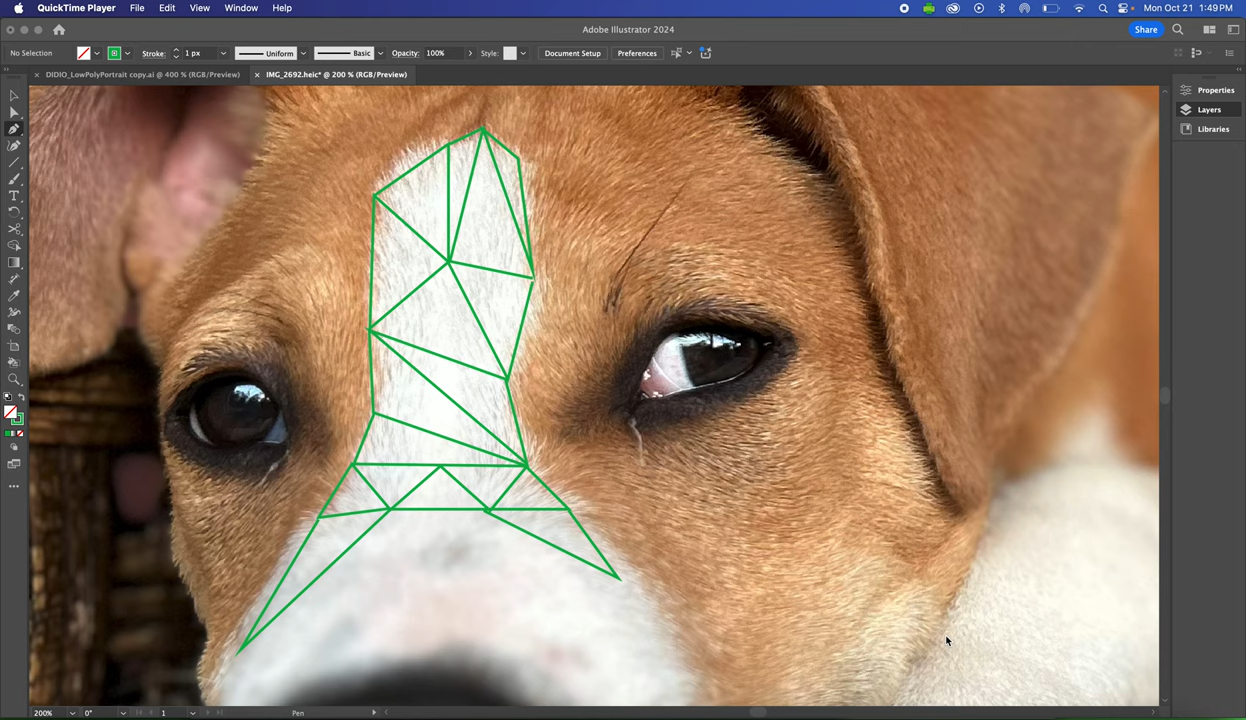 QuickTime Player File Edit View Window Help Mon Oct 21 1:49 PM
Adobe Illustrator 2024 Share
No Selection Stroke: 1 px Uniform Basic Opacity: 100% Style: Document Setup Preferences
× DIDIO_LowPolyPortrait copy.ai @ 400 % (RGB/Preview) × IMG_2692.heic* @ 200 % (RGB/Preview)
Properties
Layers
Libraries
200% 0° 1 Pen